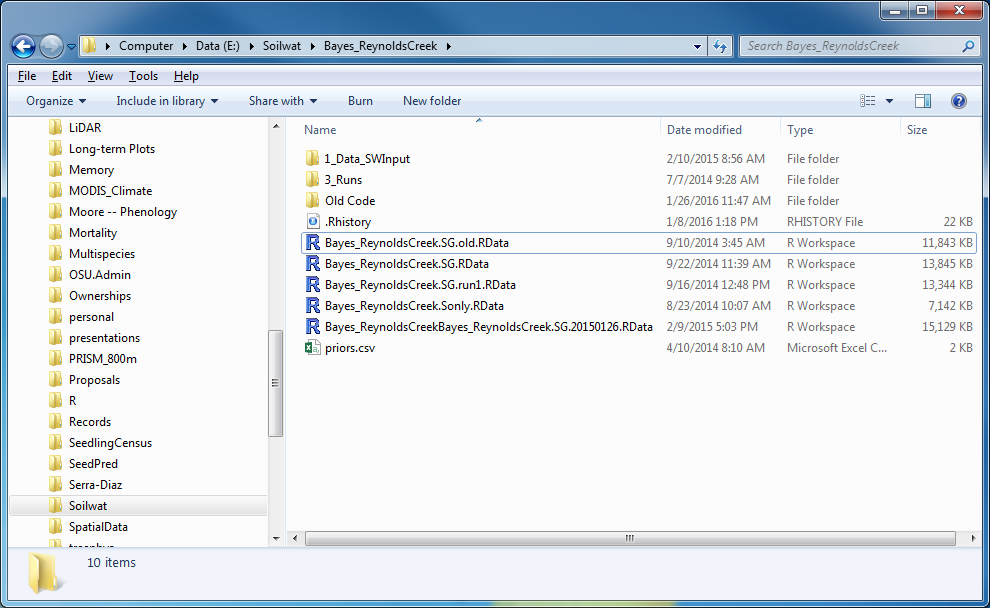 Computer Data (E:) Soilwat Bayes_ReynoldsCreek Search Bayes_ReynoldsCreek
File Edit View Tools Help
Organize Include in library Share with Burn New folder
LiDAR
Long-term Plots
Memory
MODIS_Climate
Moore -- Phenology
Mortality
Multispecies
OSU.Admin
Ownerships
personal
presentations
PRISM_800m
Proposals
R
Records
SeedlingCensus
SeedPred
Serra-Diaz
Soilwat
SpatialData
Name Date modified Type Size
1_Data_SWInput 2/10/2015 8:56 AM File folder
3_Runs 7/7/2014 9:28 AM File folder
Old Code 1/26/2016 11:47 AM File folder
.Rhistory 1/8/2016 1:18 PM RHISTORY File 22 KB
Bayes_ReynoldsCreek.SG.old.RData 9/10/2014 3:45 AM R Workspace 11,843 KB
Bayes_ReynoldsCreek.SG.RData 9/22/2014 11:39 AM R Workspace 13,845 KB
Bayes_ReynoldsCreek.SG.run1.RData 9/16/2014 12:48 PM R Workspace 13,344 KB
Bayes_ReynoldsCreek.Sonly.RData 8/23/2014 10:07 AM R Workspace 7,142 KB
Bayes_ReynoldsCreekBayes_ReynoldsCreek.SG.20150126.RData 2/9/2015 5:03 PM R Workspace 15,129 KB
priors.csv 4/10/2014 8:10 AM Microsoft Excel C... 2 KB
10 items